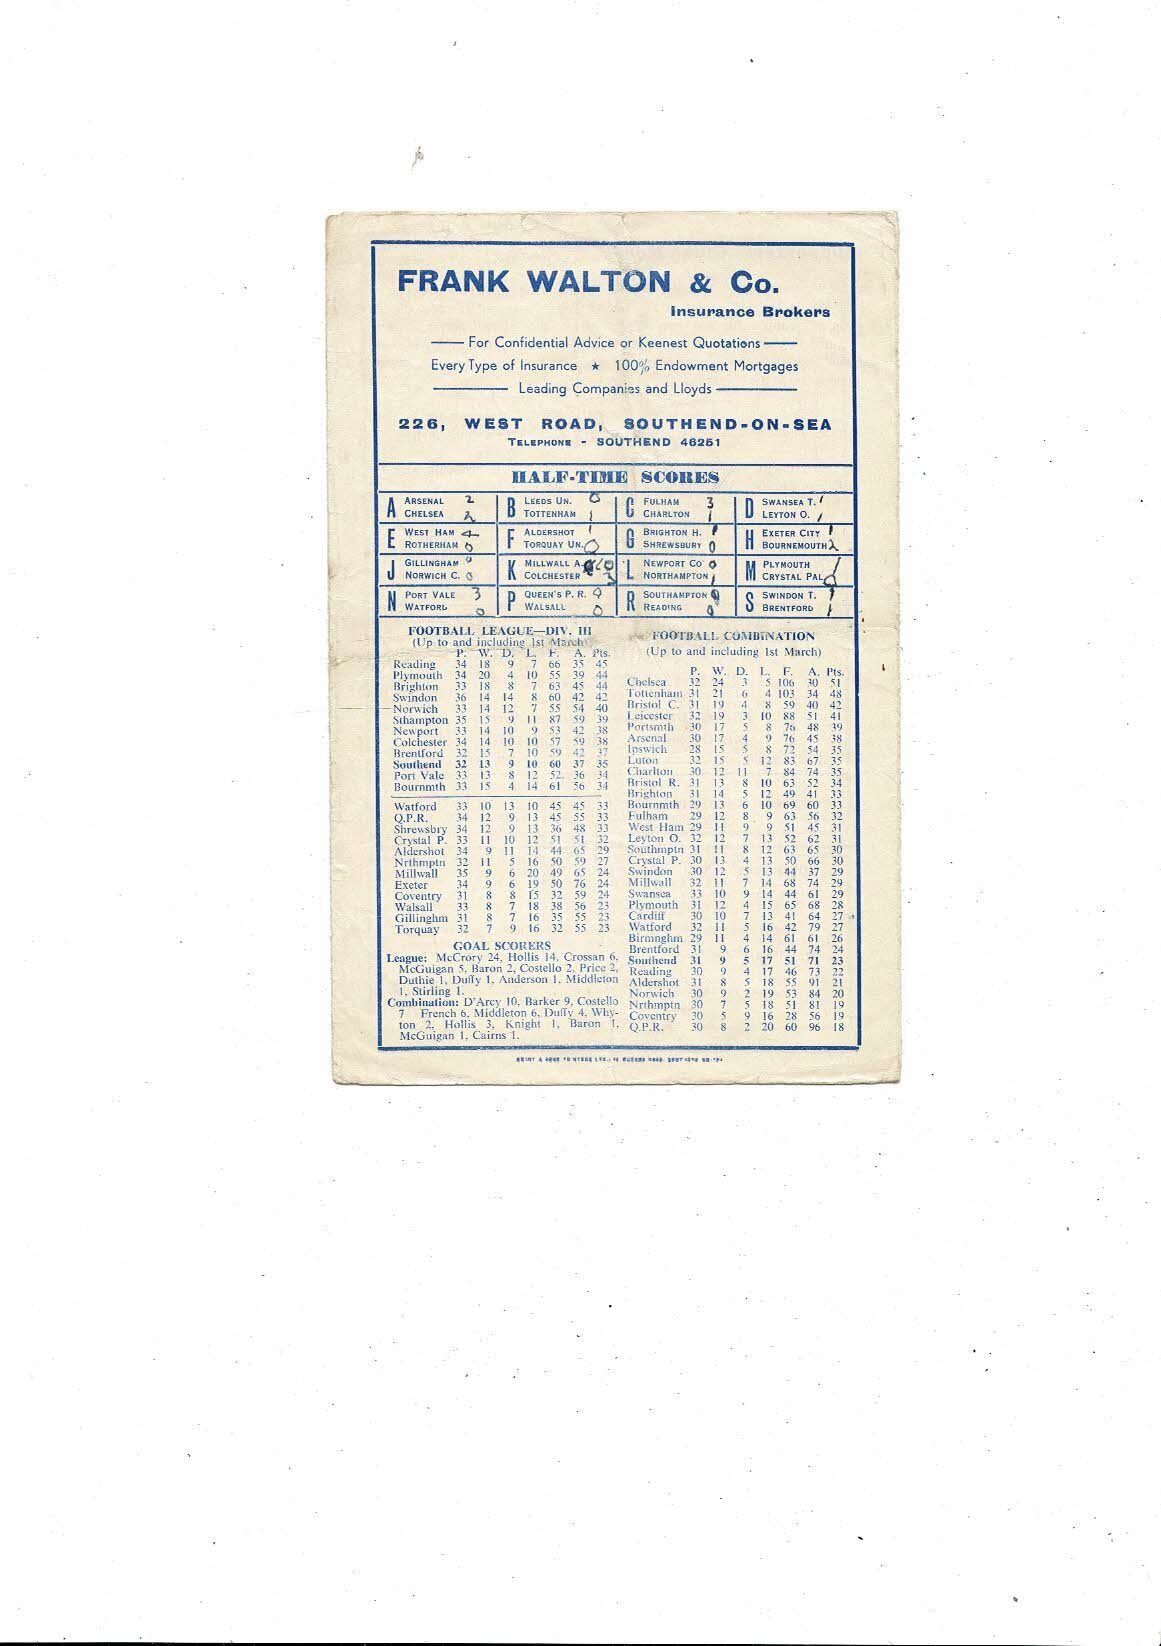 FRANK WALTON & Co.
Insurance Brokers
For Confidential Advice or Keenest Quotations
Every Type of Insurance ★ 100% Endowment Mortgages
Leading Companies and Lloyds
226, WEST ROAD, SOUTHEND-ON-SEA
TELEPHONE - SOUTHEND 46251
HALF-TIME SCORES
A ARSENAL 2 CHELSEA 2
B LEEDS UN. 0 TOTTENHAM 1
C FULHAM 3 CHARLTON 1
D SWANSEA T. 1 LEYTON O. 1
E WEST HAM 4 ROTHERHAM 0
F ALDERSHOT 1 TORQUAY UN. 0
G BRIGHTON H. 1 SHREWSBURY 0
H EXETER CITY 1 BOURNEMOUTH 2
J GILLINGHAM 0 NORWICH C. 0
K MILLWALL A. COLCHESTER
L NEWPORT CO 0 NORTHAMPTON 1
M PLYMOUTH 1 CRYSTAL PAL 0
N PORT VALE 3 WATFORD 0
P QUEEN'S P. R. 0 WALSALL 0
R SOUTHAMPTON READING
S SWINDON T. 1 BRENTFORD 1
FOOTBALL LEAGUE—DIV. III
(Up to and including 1st March)
P. W. D. L. F. A. Pts.
Reading 34 18 9 7 66 35 45
Plymouth 34 20 4 10 55 39 44
Brighton 33 18 8 7 63 45 44
Swindon 36 14 14 8 60 42 42
Norwich 33 14 12 7 55 54 40
Sthampton 35 15 9 11 87 59 39
Newport 33 14 10 9 53 42 38
Colchester 34 14 10 10 57 59 38
Brentford 32 15 7 10 59 42 37
Southend 32 13 9 10 60 37 35
Port Vale 33 13 8 12 52 36 34
Bournmth 33 15 4 14 61 56 34
Watford 33 10 13 10 45 45 33
Q.P.R. 34 12 9 13 45 55 33
Shrewsbry 34 12 9 13 36 48 33
Crystal P. 33 11 10 12 51 51 32
Aldershot 34 9 11 14 44 65 29
Nrthmptn 32 11 5 16 50 59 27
Millwall 35 9 6 20 49 65 24
Exeter 34 9 6 19 50 76 24
Coventry 31 8 8 15 32 59 24
Walsall 33 8 7 18 38 56 23
Gillinghm 31 8 7 16 35 55 23
Torquay 32 7 9 16 32 55 23
GOAL SCORERS
League: McCrory 24, Hollis 14, Crossan 6,
McGuigan 5, Baron 2, Costello 2, Price 2,
Duthie 1, Duffy 1, Anderson 1, Middleton
1, Stirling 1.
Combination: D'Arcy 10, Barker 9, Costello
7 French 6, Middleton 6, Duffy 4, Why-
ton 2, Hollis 3, Knight 1, Baron 1,
McGuigan 1, Cairns 1.
FOOTBALL COMBINATION
(Up to and including 1st March)
P. W. D. L. F. A. Pts.
Chelsea 32 24 3 5 106 30 51
Tottenham 31 21 6 4 103 34 48
Bristol C. 31 19 4 8 59 40 42
Leicester 32 19 3 10 88 51 41
Portsmth 30 17 5 8 76 48 39
Arsenal 30 17 4 9 76 45 38
Ipswich 28 15 5 8 72 54 35
Luton 32 15 5 12 83 67 35
Charlton 30 12 11 7 84 74 35
Bristol R. 31 13 8 10 63 52 34
Brighton 31 14 5 12 49 41 33
Bournmth 29 13 6 10 69 60 33
Fulham 29 12 8 9 63 56 32
West Ham 29 11 9 9 51 45 31
Leyton O. 32 12 7 13 52 62 31
Southmptn 31 11 8 12 63 65 30
Crystal P. 30 13 4 13 50 66 30
Swindon 30 12 5 13 44 37 29
Millwall 32 11 7 14 68 74 29
Swansea 33 10 9 14 44 61 29
Plymouth 31 12 4 15 65 68 28
Cardiff 30 10 7 13 41 64 27
Watford 32 11 5 16 42 79 27
Birmnghm 29 11 4 14 61 61 26
Brentford 31 9 6 16 44 74 24
Southend 31 9 5 17 51 71 23
Reading 30 9 4 17 46 73 22
Aldershot 31 8 5 18 55 91 21
Norwich 30 9 2 19 53 84 20
Nrthmptn 30 7 5 18 51 81 19
Coventry 30 5 9 16 28 56 19
Q.P.R. 30 8 2 20 60 96 18